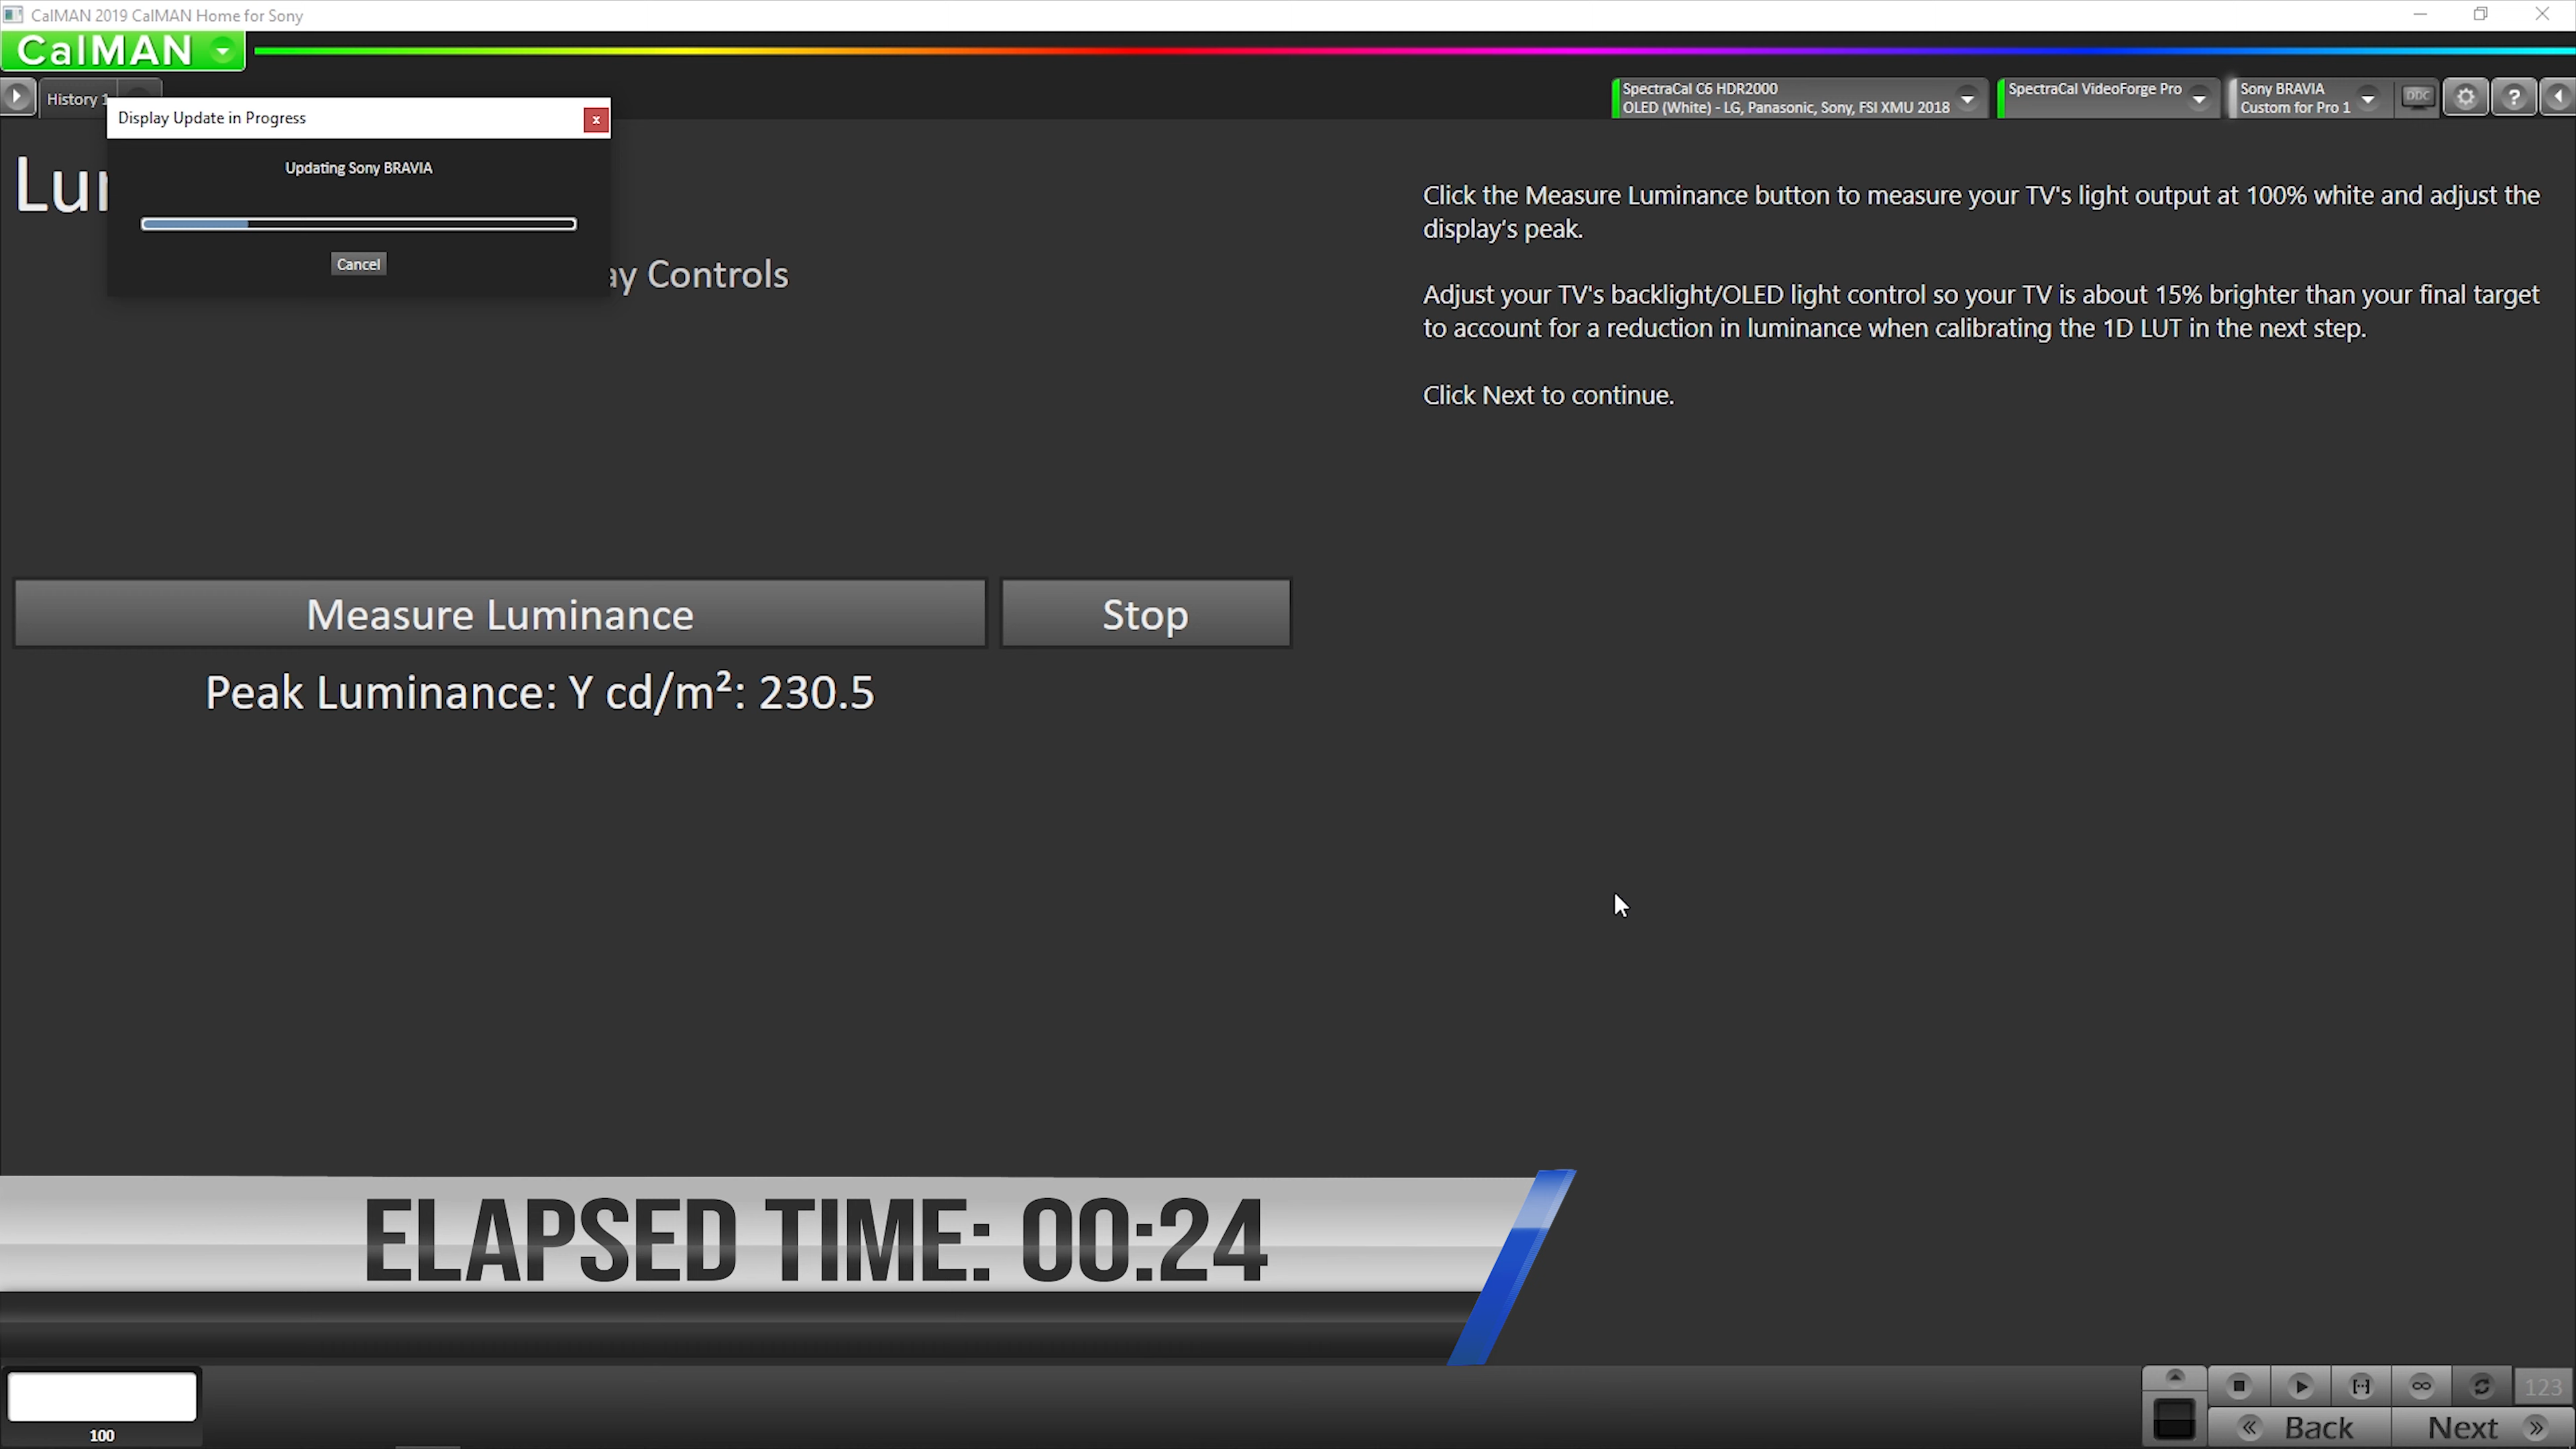 CalMAN 2019 CalMAN Home for Sony
CalMAN
History 1
SpectraCal C6 HDR2000
OLED (White) - LG, Panasonic, Sony, FSI XMU 2018
SpectraCal VideoForge Pro
Sony BRAVIA
Custom for Pro 1
DDC
?
Display Update in Progress
x
Updating Sony BRAVIA
Cancel
Lu
ay Controls
Click the Measure Luminance button to measure your TV's light output at 100% white and adjust the
display's peak.
Adjust your TV's backlight/OLED light control so your TV is about 15% brighter than your final target
to account for a reduction in luminance when calibrating the 1D LUT in the next step.
Click Next to continue.
Measure Luminance
Stop
Peak Luminance: Y cd/m²: 230.5
ELAPSED TIME: 00:24
100
123
Back
Next